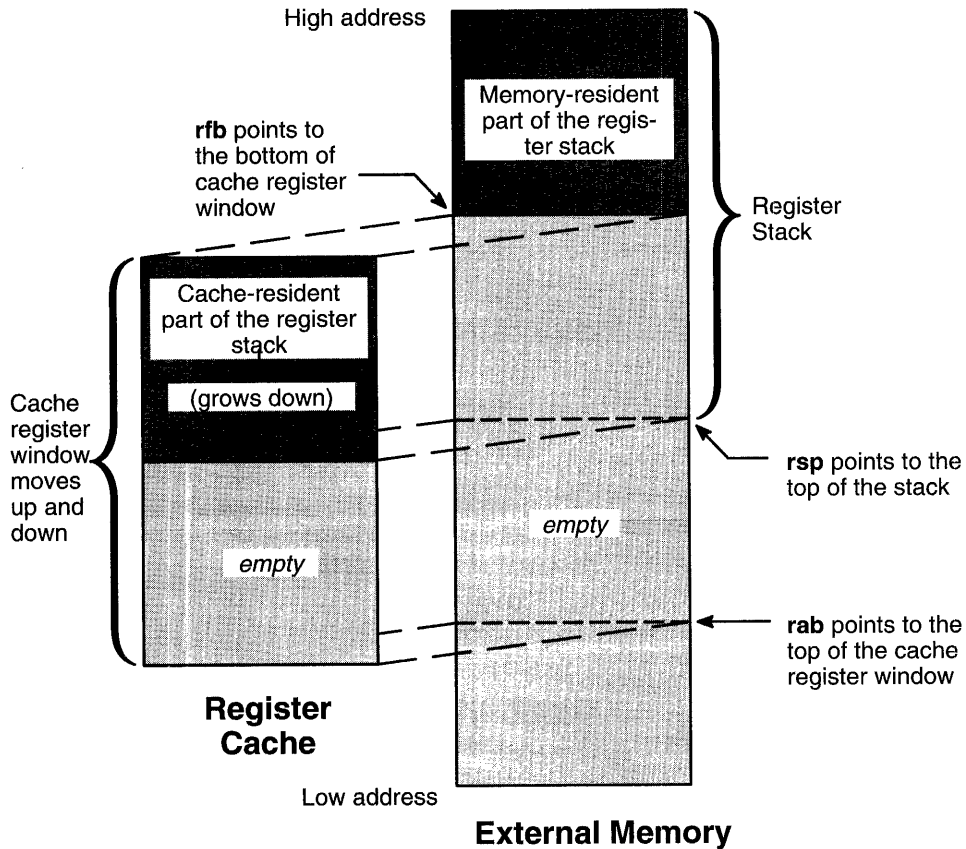 High address
Memory-resident
part of the regis-
ter stack
rfb points to
the bottom of
cache register
window
Register
Stack
Cache-resident
part of the register
stack
(grows down)
Cache
register
window
moves
up and
down
rsp points to the
top of the stack
empty
empty
rab points to the
top of the cache
register window
Register
Cache
Low address
External Memory